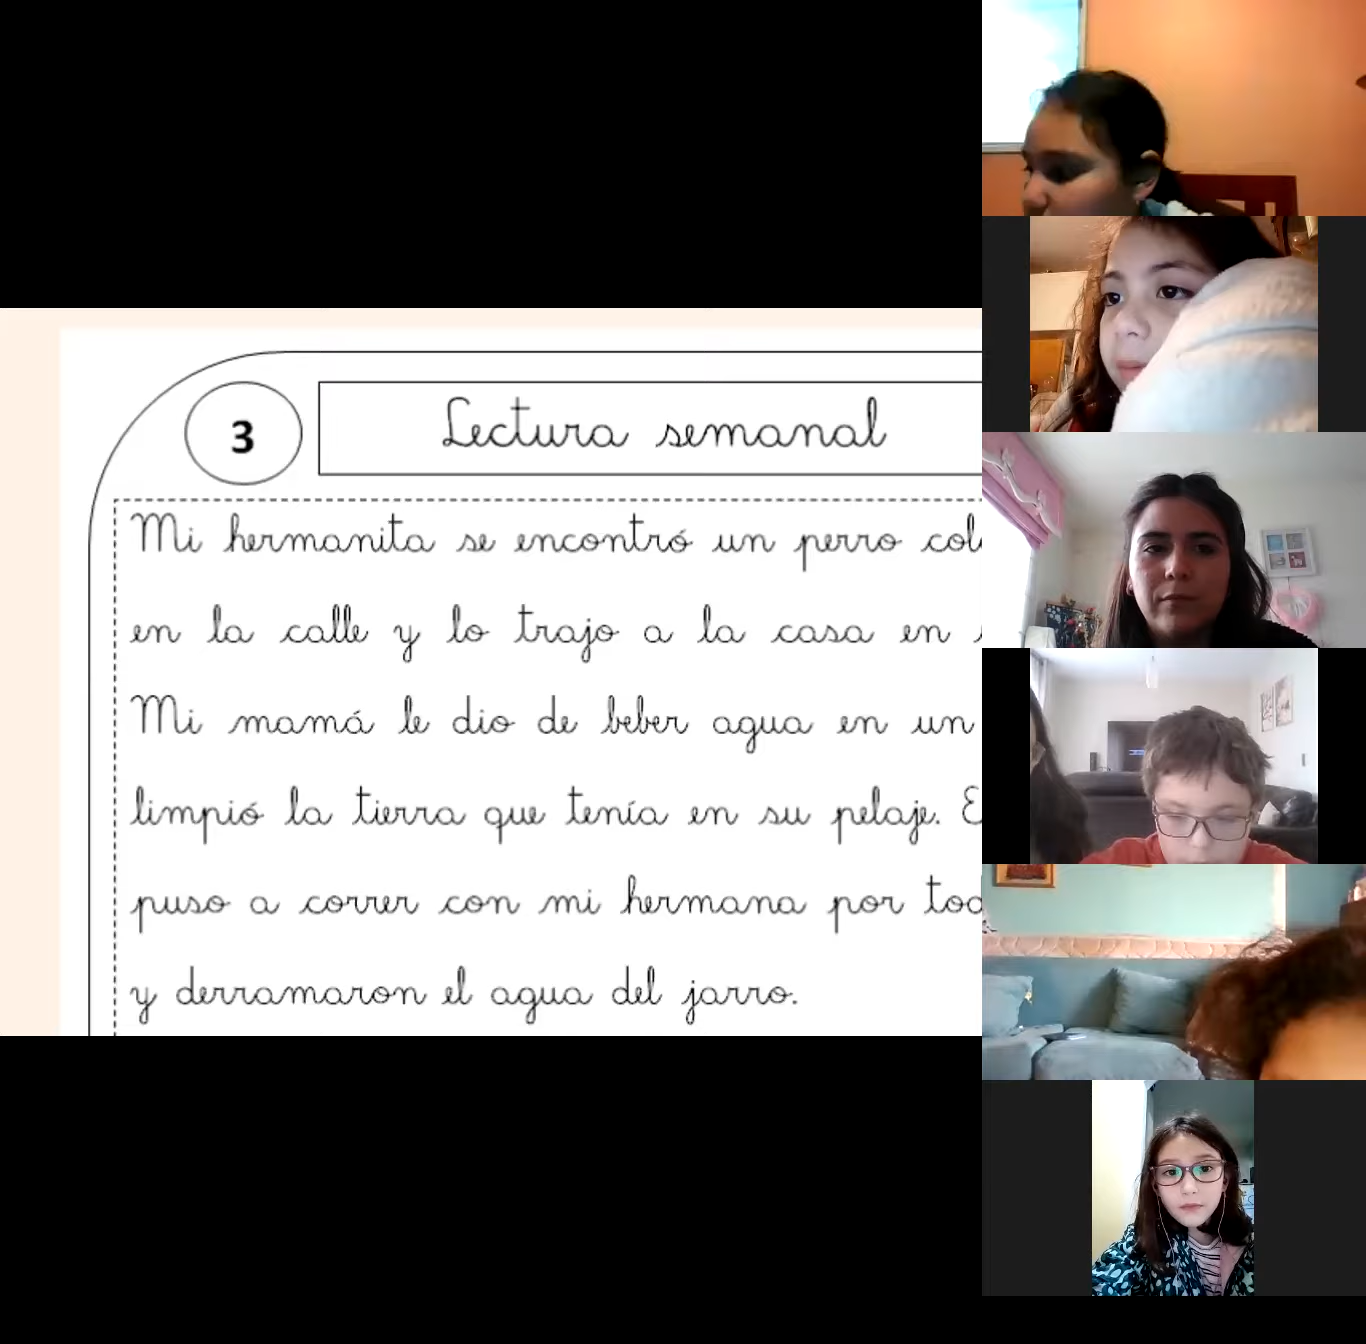 3
Lectura semanal
Mi hermanita se encontró un perro
en la calle y lo trajo a la casa en
Mi mamá le dio de beber agua en un
limpió la tierra que tenía en su pelaje.
puso a correr con mi hermana por
y derramaron el agua del jarro.